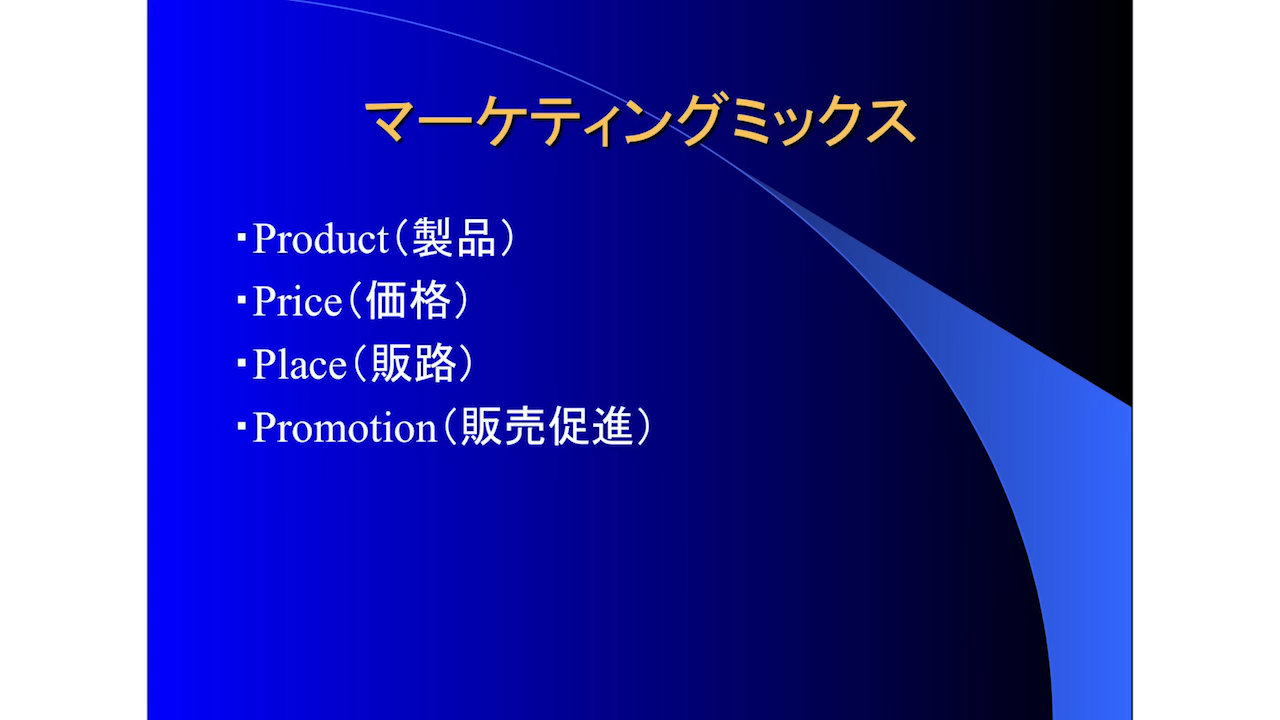 マーケティングミックス
・Product（製品）
・Price（価格）
・Place（販路）
・Promotion（販売促進）